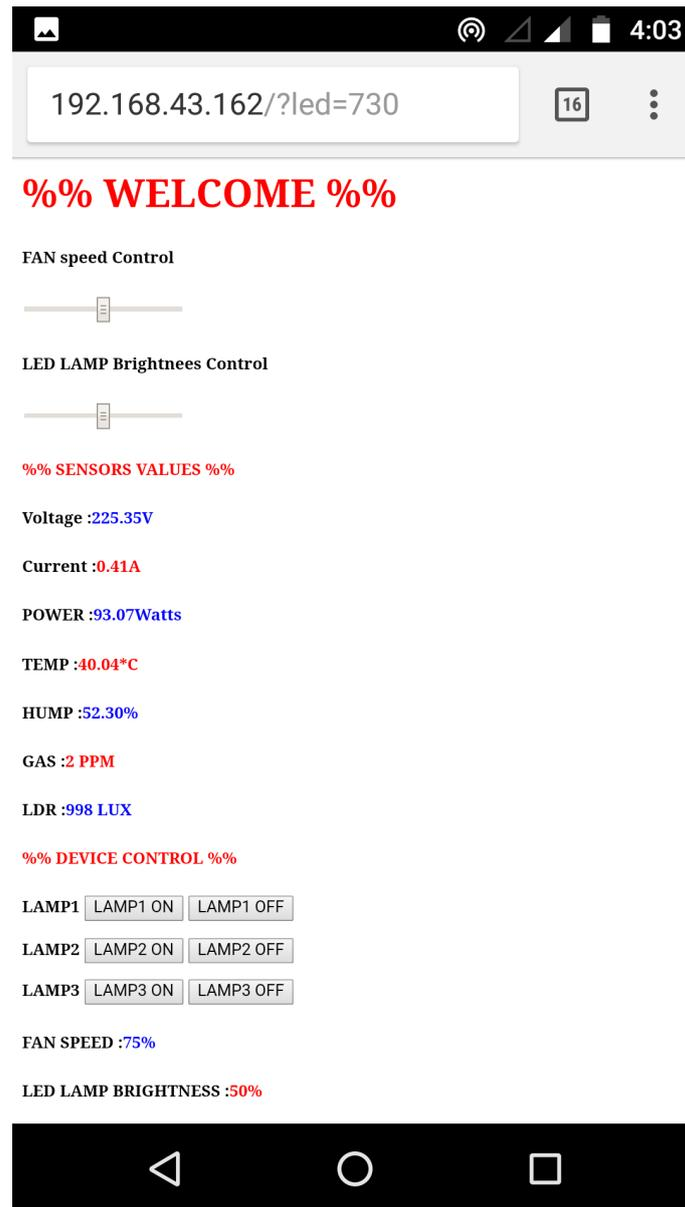 4:03
192.168.43.162/?led=730
16
%% WELCOME %%
FAN speed Control
LED LAMP Brightnees Control
%% SENSORS VALUES %%
Voltage :225.35V
Current :0.41A
POWER :93.07Watts
TEMP :40.04*C
HUMP :52.30%
GAS :2 PPM
LDR :998 LUX
%% DEVICE CONTROL %%
LAMP1 LAMP1 ON LAMP1 OFF
LAMP2 LAMP2 ON LAMP2 OFF
LAMP3 LAMP3 ON LAMP3 OFF
FAN SPEED :75%
LED LAMP BRIGHTNESS :50%